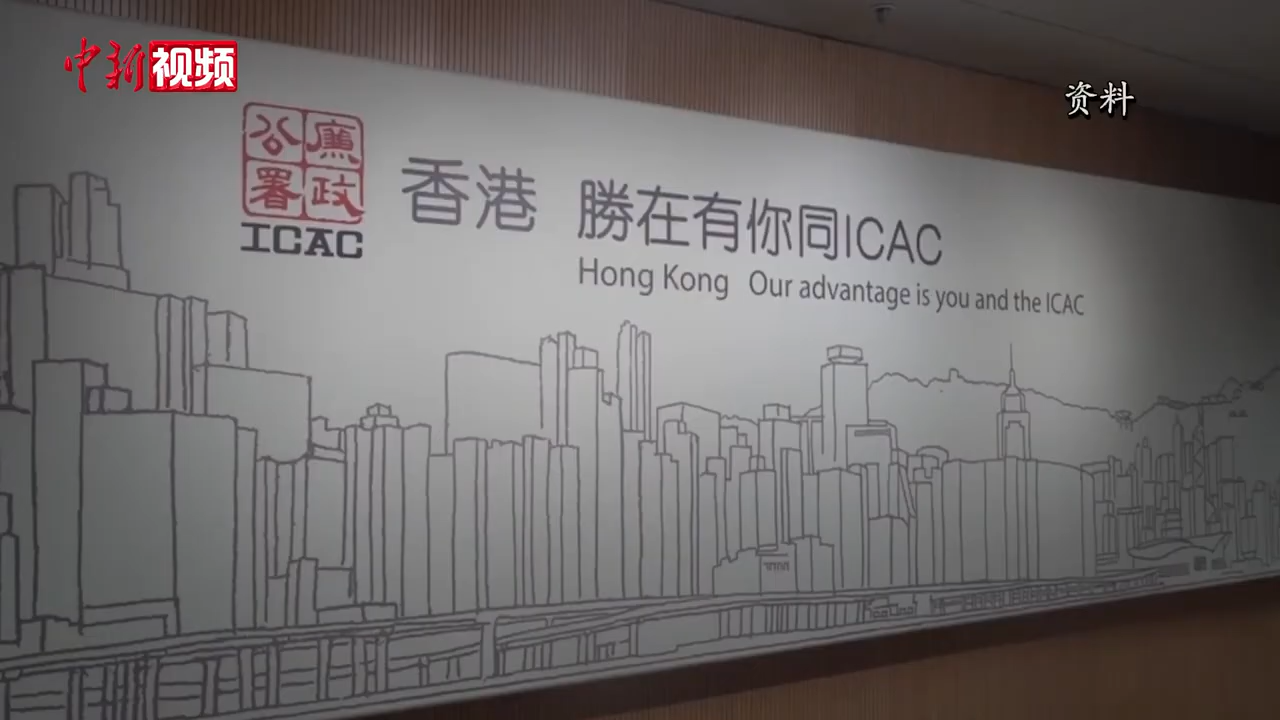 中新视频
资料
廉政
公署
ICAC
香港 勝在有你同ICAC
Hong Kong Our advantage is you and the ICAC